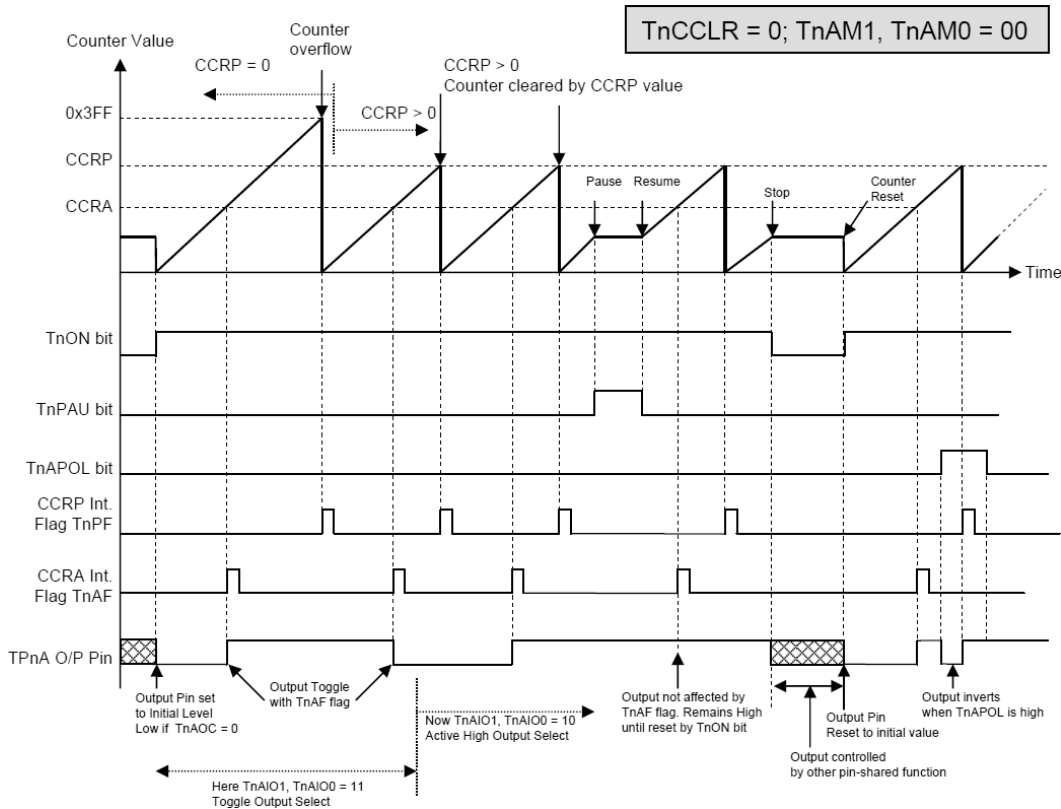 TnCCLR = 0; TnAM1, TnAM0 = 00
Counter Value
Counter
overflow
CCRP = 0
CCRP > 0
CCRP > 0
Counter cleared by CCRP value
0x3FF
CCRP
CCRA
Pause
Resume
Stop
Counter
Reset
Time
TnON bit
TnPAU bit
TnAPOL bit
CCRP Int.
Flag TnPF
CCRA Int.
Flag TnAF
TPnA O/P Pin
Output Pin set
to Initial Level
Low if TnAOC = 0
Output Toggle
with TnAF flag
Now TnAIO1, TnAIO0 = 10
Active High Output Select
Output not affected by
TnAF flag. Remains High
until reset by TnON bit
Output Pin
Reset to initial value
Output inverts
when TnAPOL is high
Output controlled
by other pin-shared function
Here TnAIO1, TnAIO0 = 11
Toggle Output Select